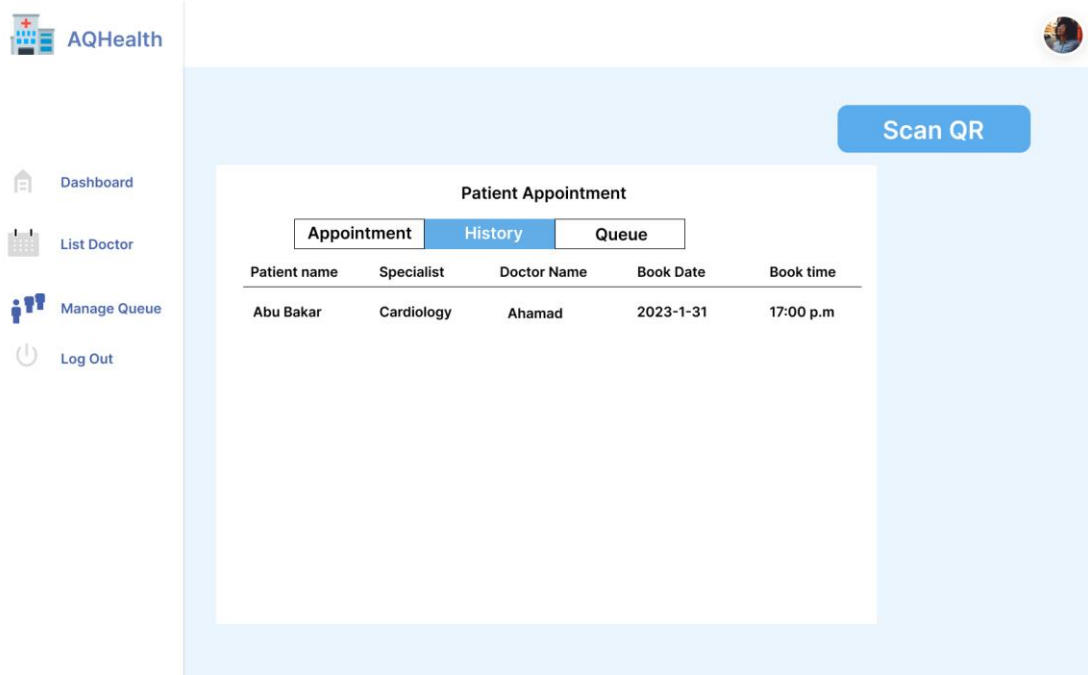 AQHealth
Scan QR
Dashboard
List Doctor
Manage Queue
Log Out
Patient Appointment
Appointment History Queue
Patient name Specialist Doctor Name Book Date Book time
Abu Bakar Cardiology Ahamad 2023-1-31 17:00 p.m